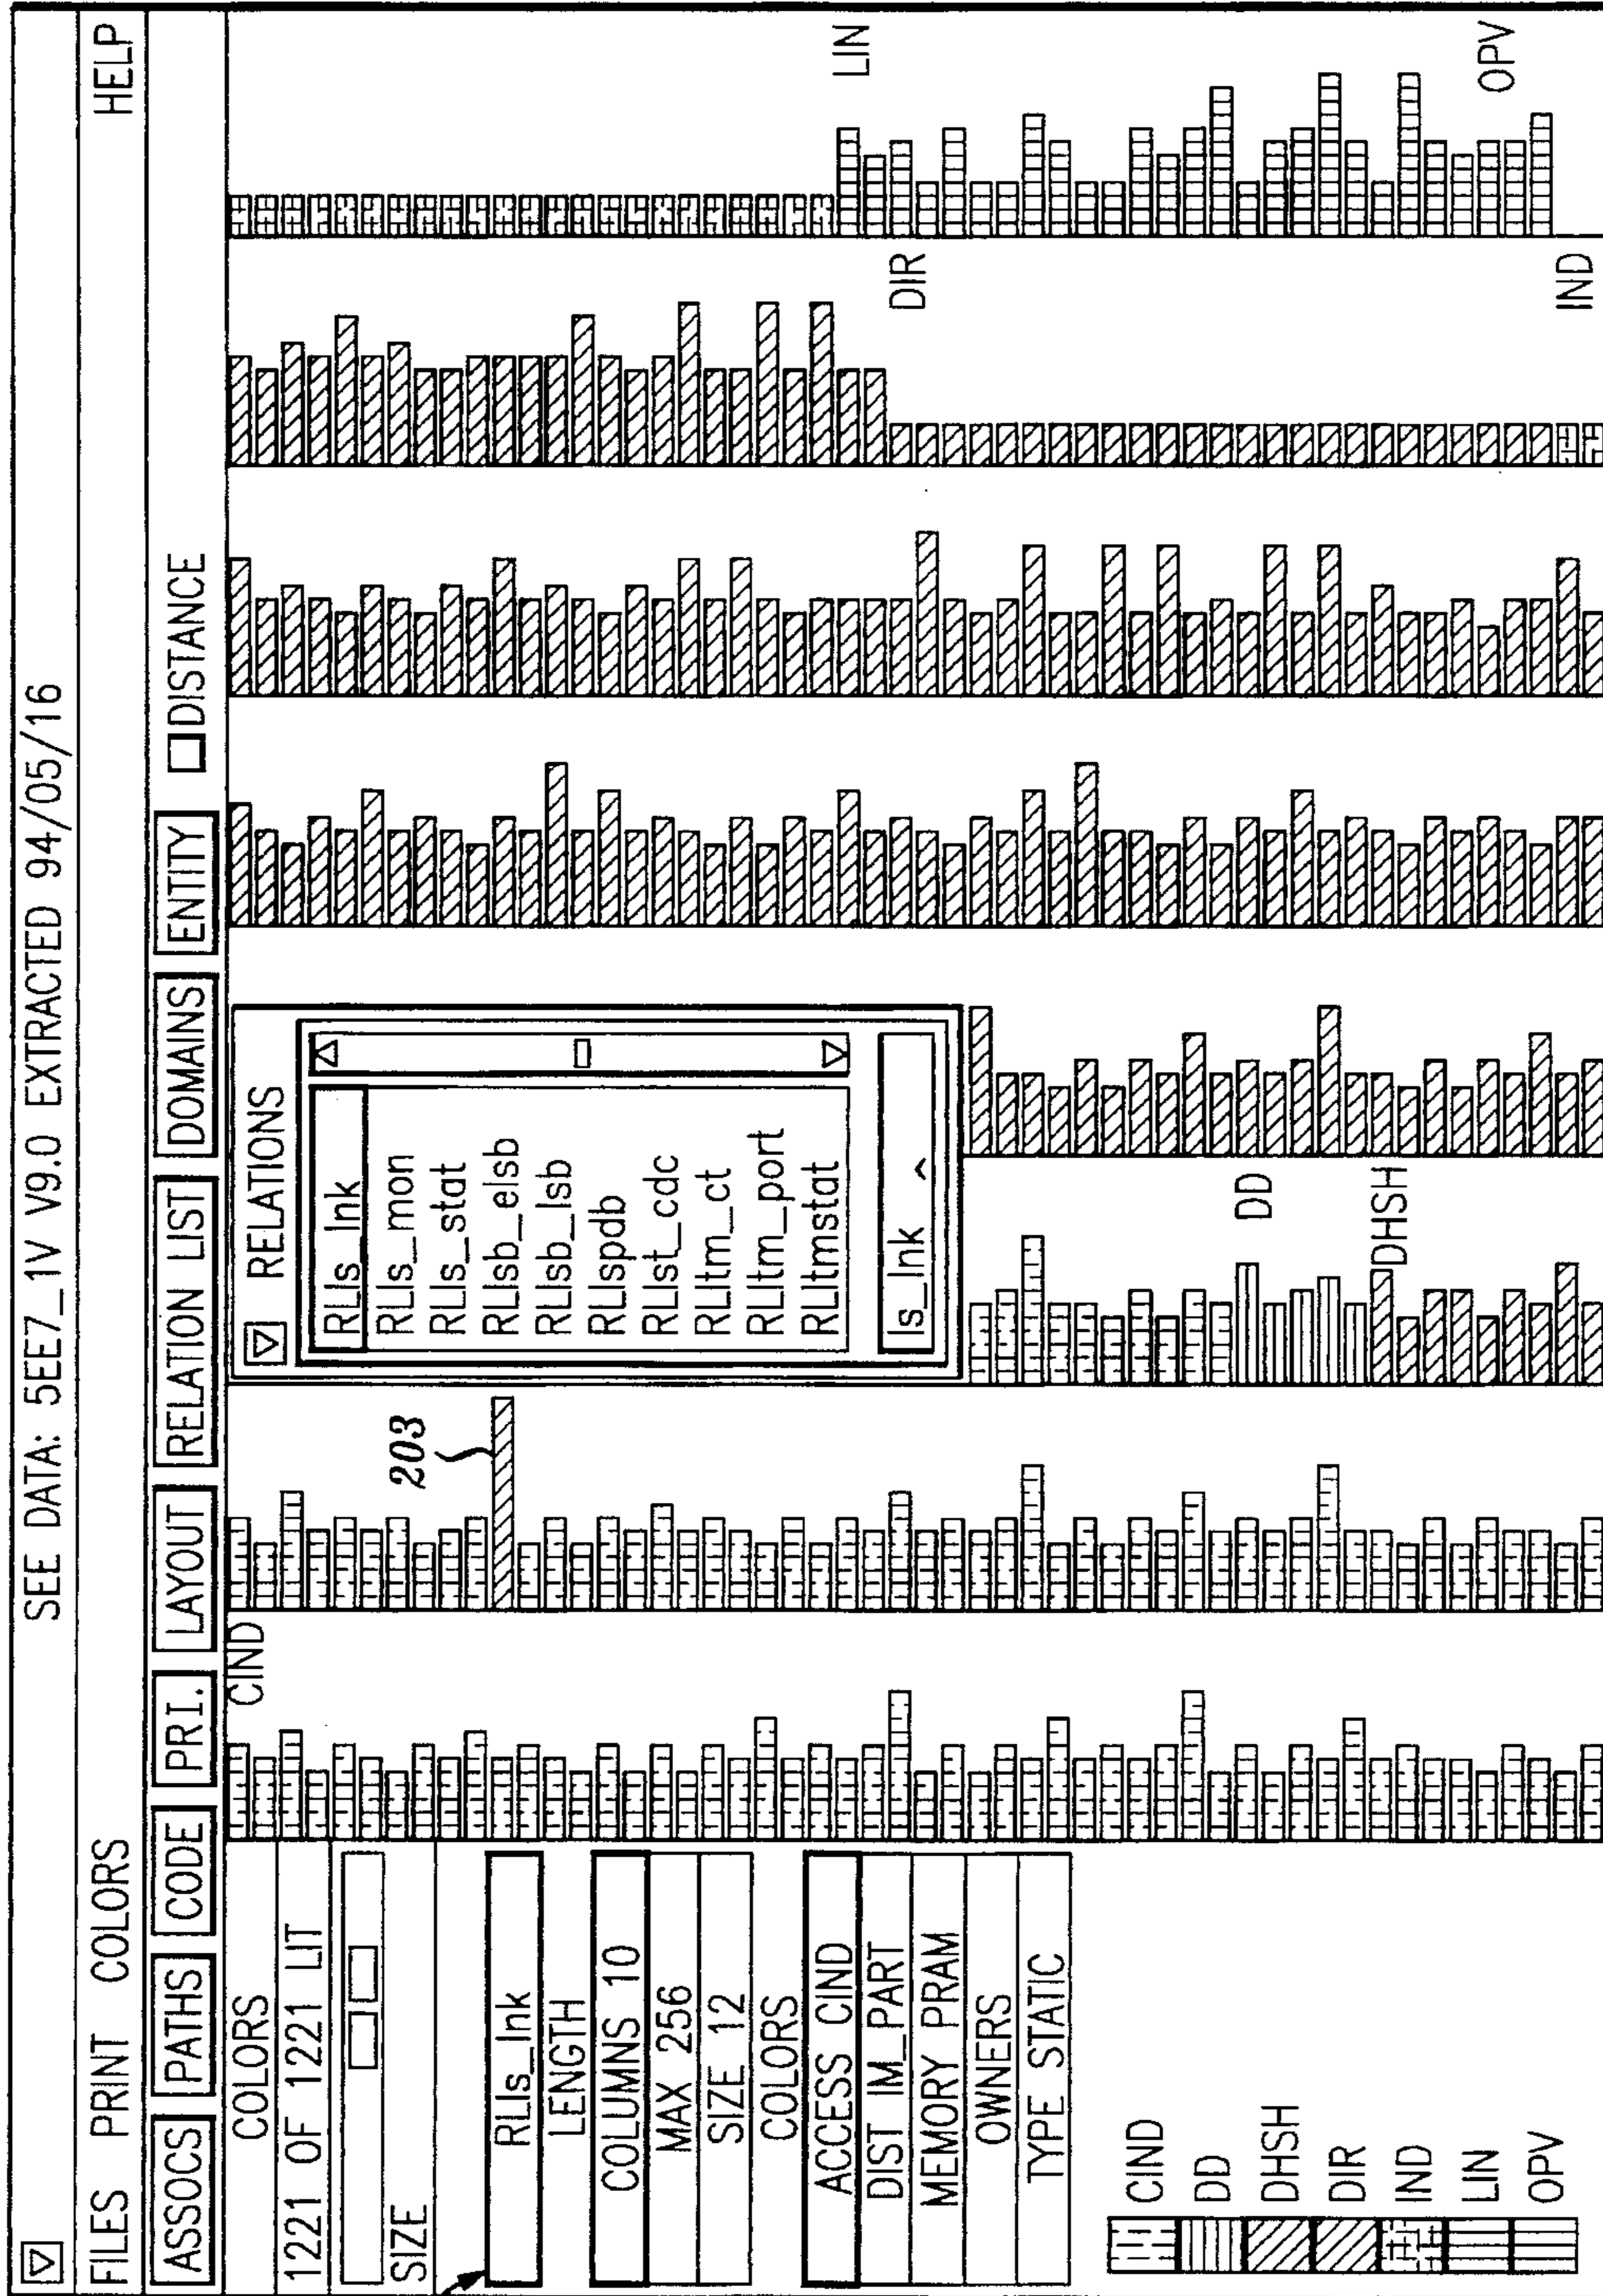 SEE DATA: 5EE7_1V V9.0 EXTRACTED 94/05/16
FILES PRINT COLORS HELP
ASSOCS PATHS CODE PRI. LAYOUT RELATION LIST DOMAINS ENTITY DISTANCE
COLORS
1221 OF 1221 LIT
SIZE
RLls_lnk
LENGTH
COLUMNS 10
MAX 256
SIZE 12
COLORS
ACCESS CIND
DIST IM_PART
MEMORY PRAM
OWNERS
TYPE STATIC
CIND
DD
DHSH
DIR
IND
LIN
OPV
CIND
203
RELATIONS
RLls_lnk
RLls_mon
RLls_stat
RLlsb_elsb
RLlsb_lsb
RLlspdb
RLlst_cdc
RLltm_ct
RLltm_port
RLltmstat
ls_lnk ^
DD
DHSH
DIR
IND
LIN
OPV